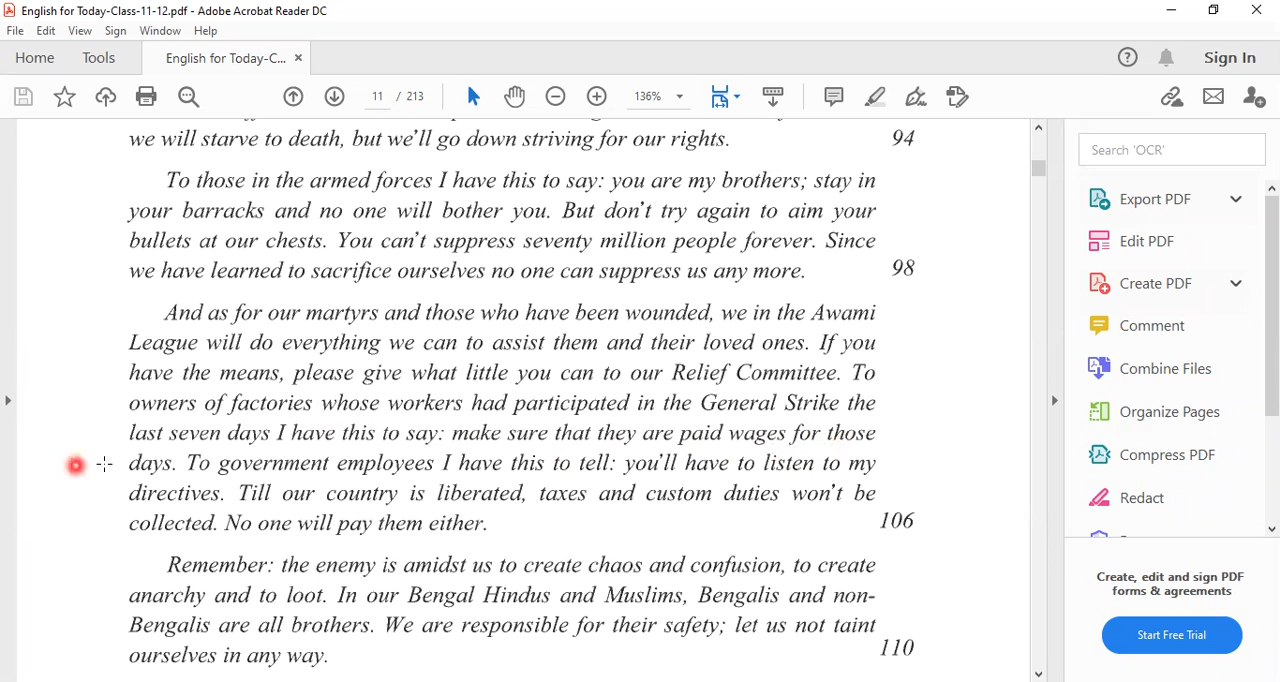 English for Today-Class-11-12.pdf - Adobe Acrobat Reader DC
File Edit View Sign Window Help
Home Tools English for Today-C... × Sign In
11 / 213 136%
we will starve to death, but we'll go down striving for our rights. 94
To those in the armed forces I have this to say: you are my brothers; stay in
your barracks and no one will bother you. But don't try again to aim your
bullets at our chests. You can't suppress seventy million people forever. Since
we have learned to sacrifice ourselves no one can suppress us any more. 98
And as for our martyrs and those who have been wounded, we in the Awami
League will do everything we can to assist them and their loved ones. If you
have the means, please give what little you can to our Relief Committee. To
owners of factories whose workers had participated in the General Strike the
last seven days I have this to say: make sure that they are paid wages for those
days. To government employees I have this to tell: you'll have to listen to my
directives. Till our country is liberated, taxes and custom duties won't be
collected. No one will pay them either. 106
Remember: the enemy is amidst us to create chaos and confusion, to create
anarchy and to loot. In our Bengal Hindus and Muslims, Bengalis and non-
Bengalis are all brothers. We are responsible for their safety; let us not taint
ourselves in any way. 110
Search 'OCR'
Export PDF
Edit PDF
Create PDF
Comment
Combine Files
Organize Pages
Compress PDF
Redact
Create, edit and sign PDF
forms & agreements
Start Free Trial